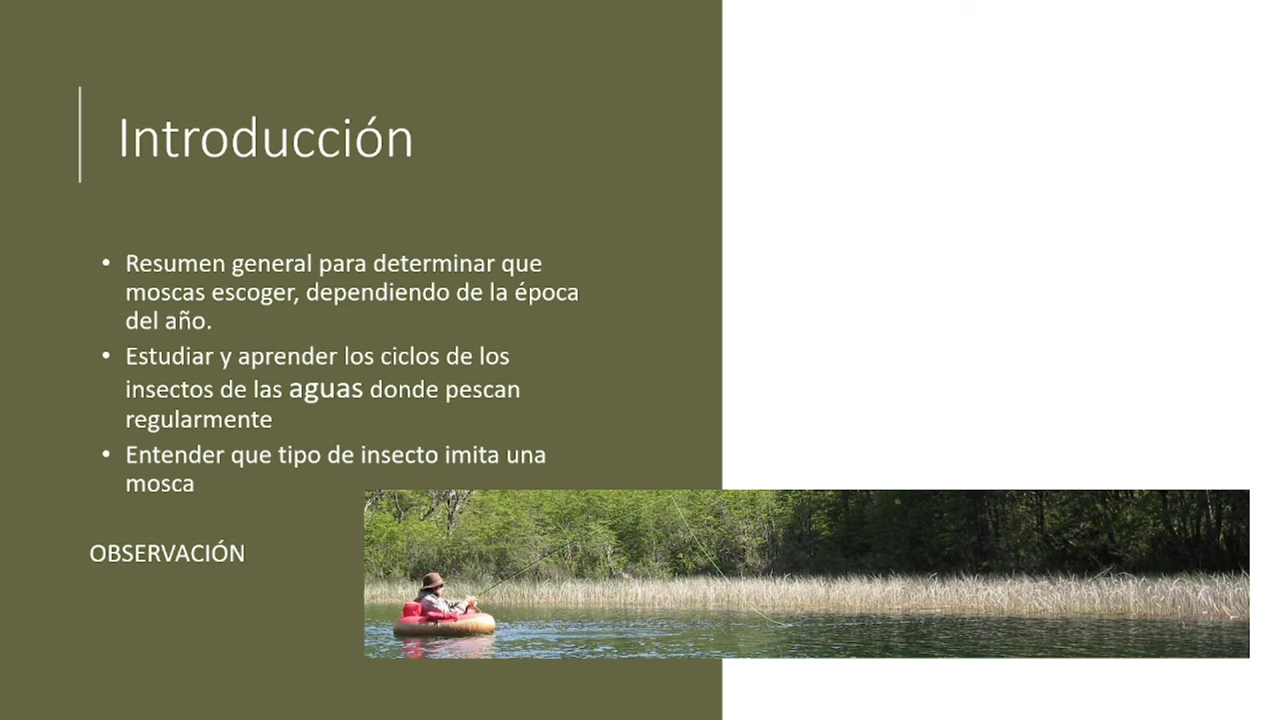 Introducción
• Resumen general para determinar que
moscas escoger, dependiendo de la época
del año.
• Estudiar y aprender los ciclos de los
insectos de las aguas donde pescan
regularmente
• Entender que tipo de insecto imita una
mosca
OBSERVACIÓN